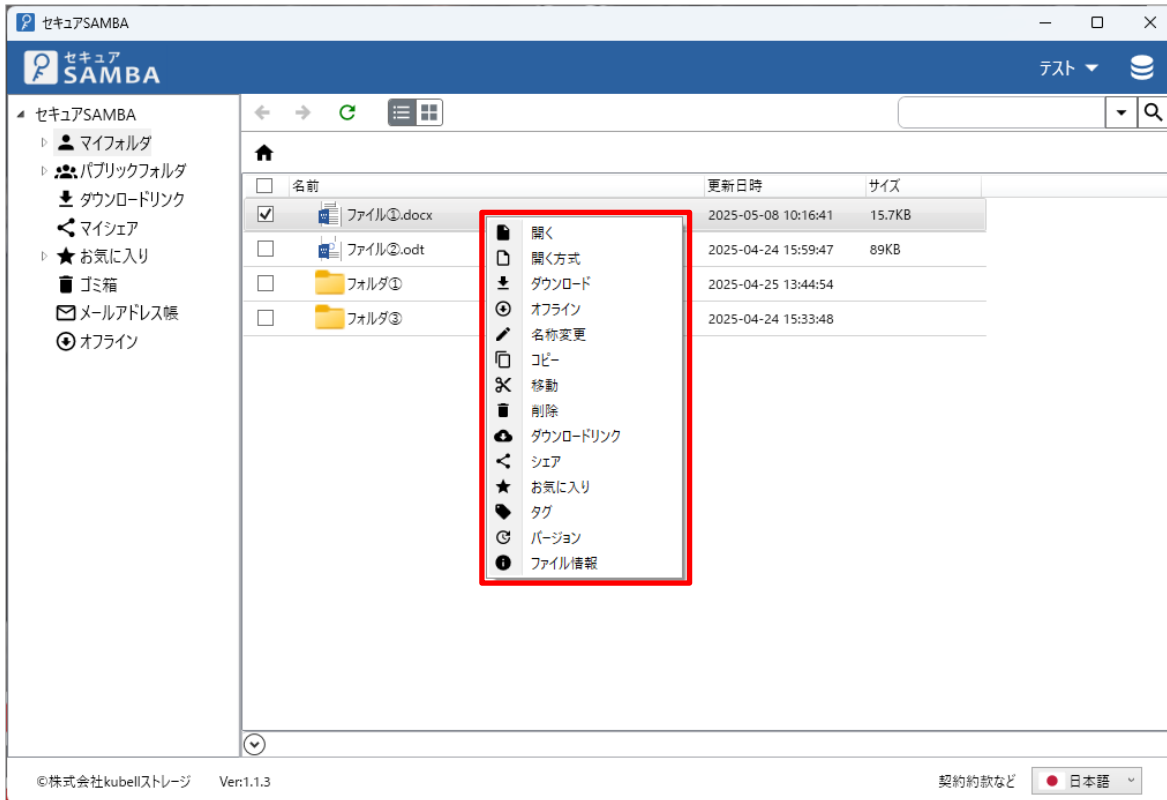 セキュアSAMBA
セキュア
SAMBA
テスト
セキュアSAMBA
マイフォルダ
パブリックフォルダ
ダウンロードリンク
マイシェア
お気に入り
ゴミ箱
メールアドレス帳
オフライン
名前 更新日時 サイズ
ファイル①.docx 2025-05-08 10:16:41 15.7KB
ファイル②.odt 2025-04-24 15:59:47 89KB
フォルダ① 2025-04-25 13:44:54
フォルダ③ 2025-04-24 15:33:48
開く
開く方式
ダウンロード
オフライン
名称変更
コピー
移動
削除
ダウンロードリンク
シェア
お気に入り
タグ
バージョン
ファイル情報
©株式会社kubellストレージ Ver:1.1.3 契約約款など 日本語